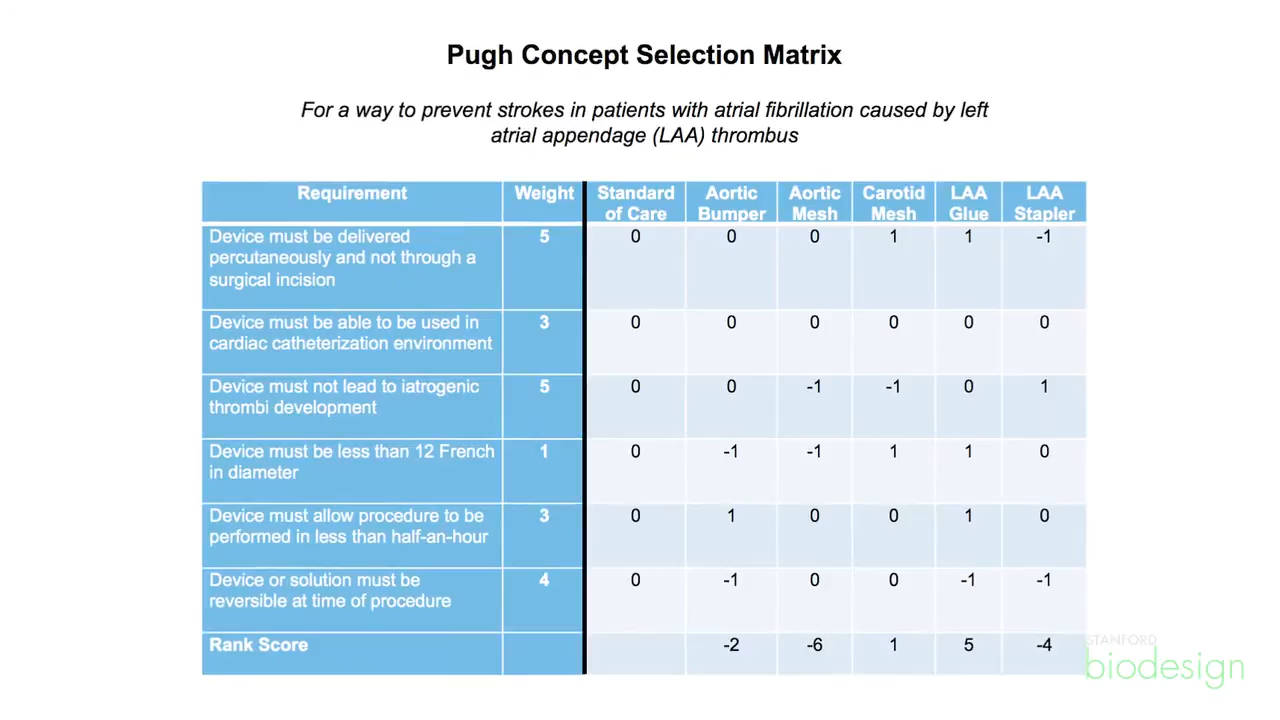 Pugh Concept Selection Matrix
For a way to prevent strokes in patients with atrial fibrillation caused by left
atrial appendage (LAA) thrombus
Requirement Weight Standard of Care Aortic Bumper Aortic Mesh Carotid Mesh LAA Glue LAA Stapler
Device must be delivered 5 0 0 0 1 1 -1
percutaneously and not through a
surgical incision
Device must be able to be used in 3 0 0 0 0 0 0
cardiac catheterization environment
Device must not lead to iatrogenic 5 0 0 -1 -1 0 1
thrombi development
Device must be less than 12 French 1 0 -1 -1 1 1 0
in diameter
Device must allow procedure to be 3 0 1 0 0 1 0
performed in less than half-an-hour
Device or solution must be 4 0 -1 0 0 -1 -1
reversible at time of procedure
Rank Score -2 -6 1 5 -4
STANFORD
biodesign